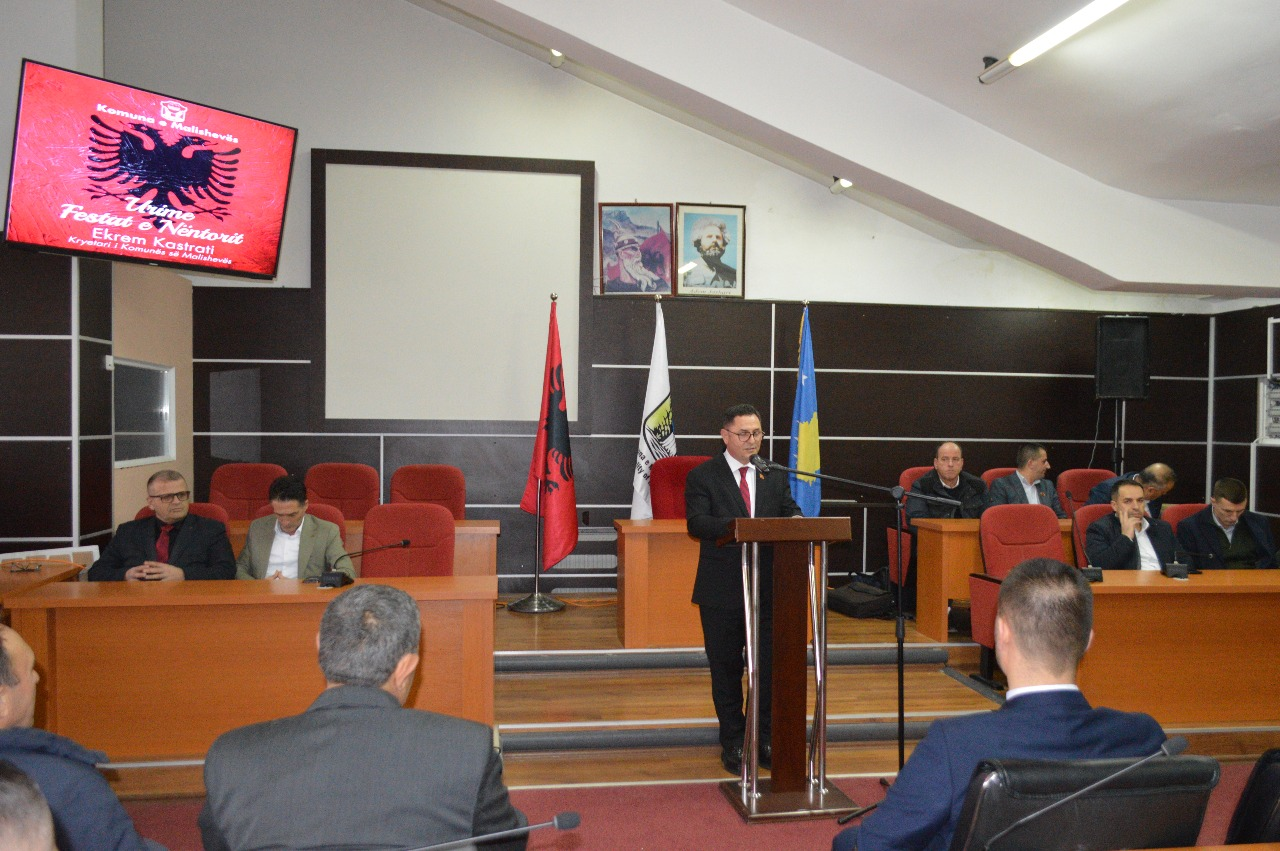 Komuna e Malishevës
Urime
Festat e Nëntorit
Ekrem Kastrati
Kryetari i Komunës së Malishevës